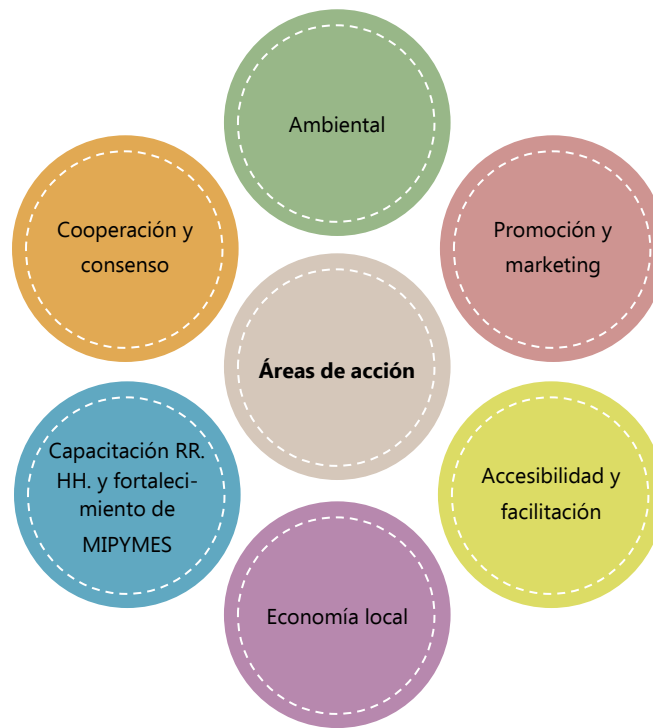 Ambiental
Cooperación y
consenso
Promoción y
marketing
Áreas de acción
Capacitación RR.
HH. y fortaleci-
miento de
MIPYMES
Accesibilidad y
facilitación
Economía local